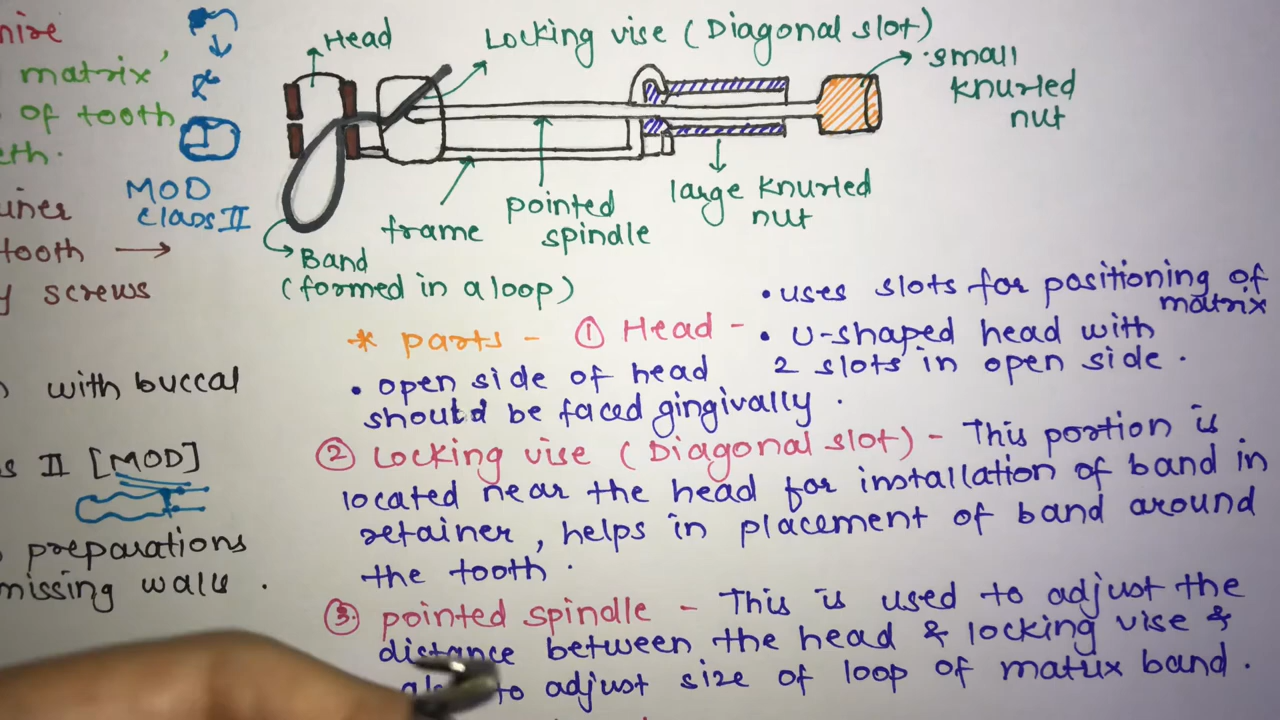 Head
Locking vise (Diagonal slot)
small
knurled
nut
matrix'
of tooth
MOD
class II
tooth →
screws
large knurled
nut
pointed
spindle
frame
Band
(formed in a loop)
* parts - ① Head - • uses slots for positioning of
matrix
• U-shaped head with
2 slots in open side .
• open side of head
should be faced gingivally .
with buccal
② Locking vise (Diagonal slot) - This portion is
located near the head for installation of band in
retainer, helps in placement of band around
the tooth .
II [MOD]
preparations
missing walls .
③ pointed spindle - This is used to adjust the
distance between the head & locking vise &
to adjust size of loop of matrix band .